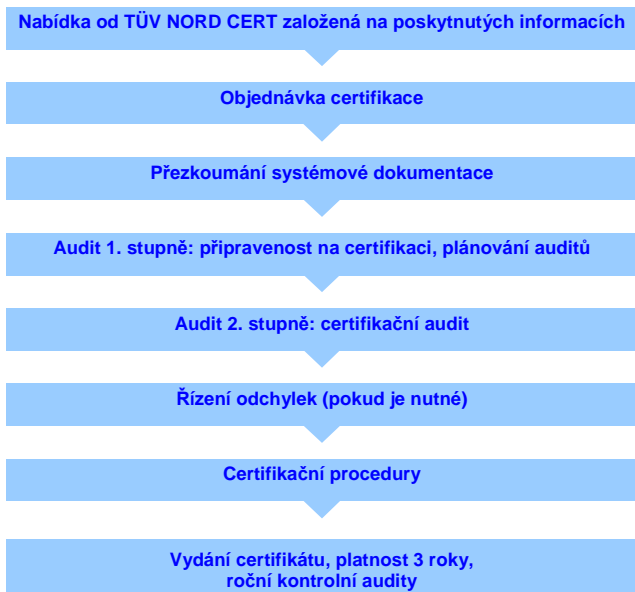 Nabídka od TÜV NORD CERT založená na poskytnutých informacích
Objednávka certifikace
Přezkoumání systémové dokumentace
Audit 1. stupně: připravenost na certifikaci, plánování auditů
Audit 2. stupně: certifikační audit
Řízení odchylek (pokud je nutné)
Certifikační procedury
Vydání certifikátu, platnost 3 roky,
roční kontrolní audity